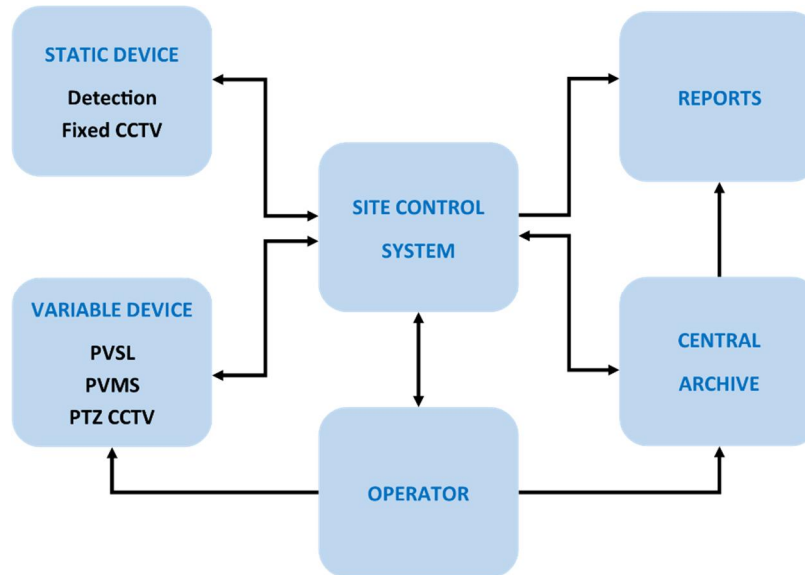 STATIC DEVICE
Detection
Fixed CCTV
REPORTS
SITE CONTROL
SYSTEM
VARIABLE DEVICE
PVSL
PVMS
PTZ CCTV
CENTRAL
ARCHIVE
OPERATOR